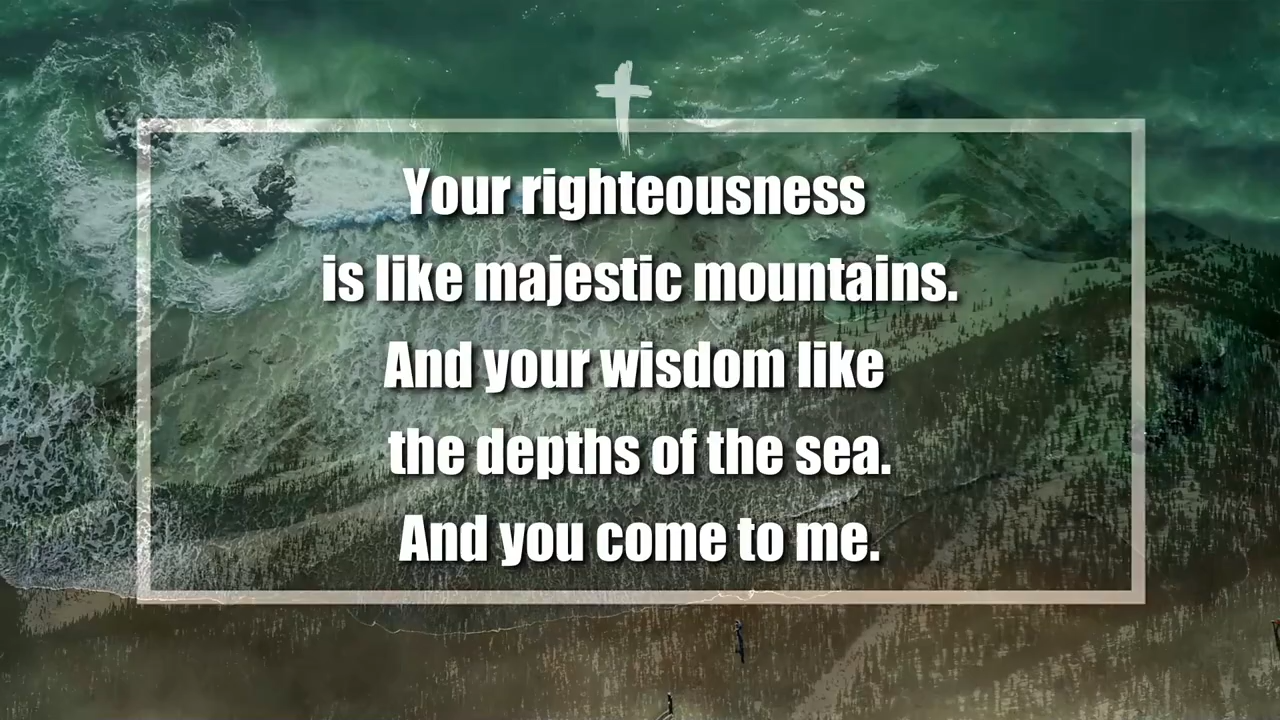 Your righteousness
is like majestic mountains.
And your wisdom like
the depths of the sea.
And you come to me.